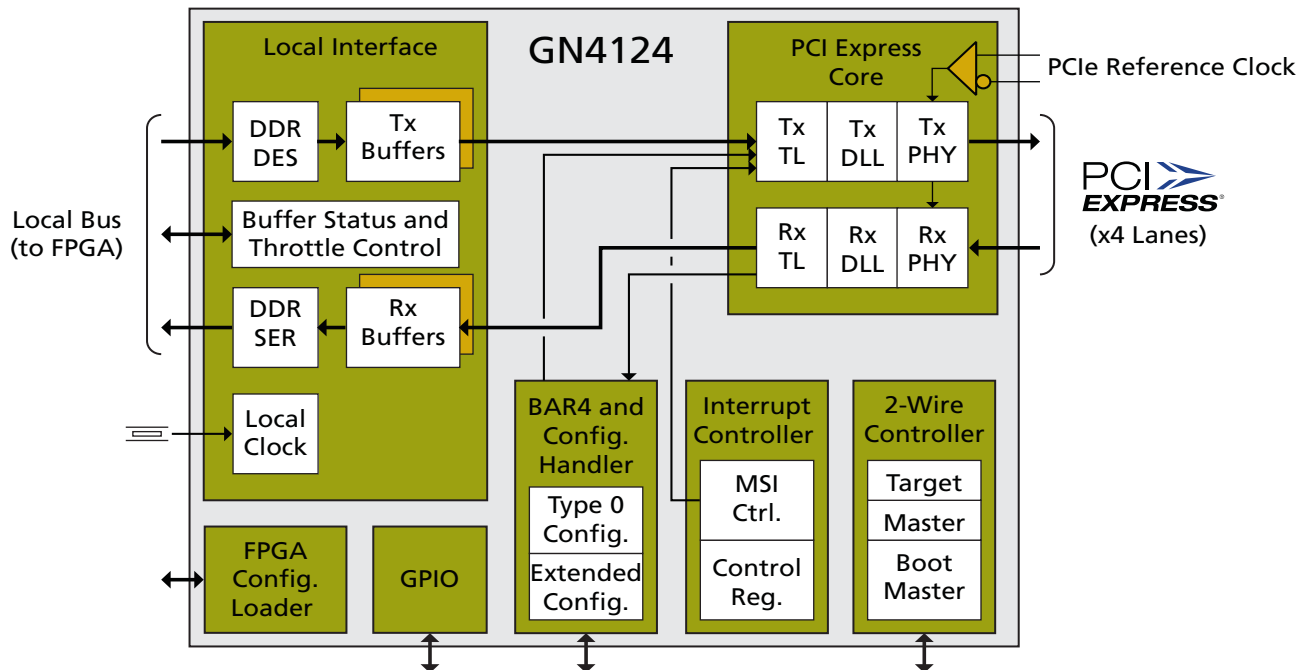 GN4124
Local Interface
DDR
DES
Tx
Buffers
Buffer Status and
Throttle Control
DDR
SER
Rx
Buffers
Local
Clock
Local Bus
(to FPGA)
PCI Express
Core
Tx
TL
Tx
DLL
Tx
PHY
Rx
TL
Rx
DLL
Rx
PHY
PCIe Reference Clock
PCI
EXPRESS®
(x4 Lanes)
FPGA
Config.
Loader
GPIO
BAR4 and
Config.
Handler
Type 0
Config.
Extended
Config.
Interrupt
Controller
MSI
Ctrl.
Control
Reg.
2-Wire
Controller
Target
Master
Boot
Master